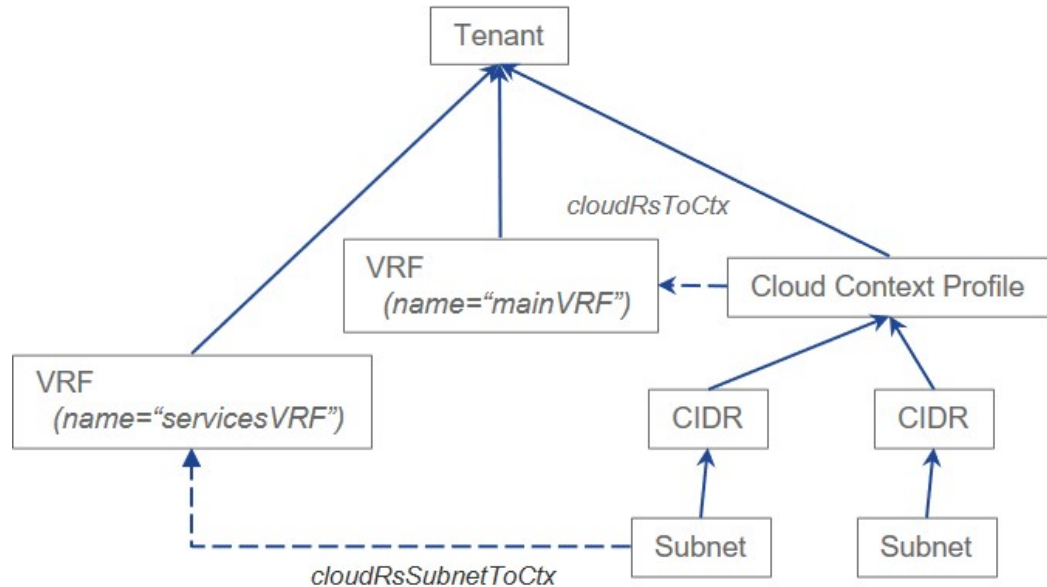 Tenant
cloudRsToCtx
VRF
(name=“mainVRF”)
Cloud Context Profile
VRF
(name=“servicesVRF”)
CIDR
CIDR
Subnet
Subnet
cloudRsSubnetToCtx